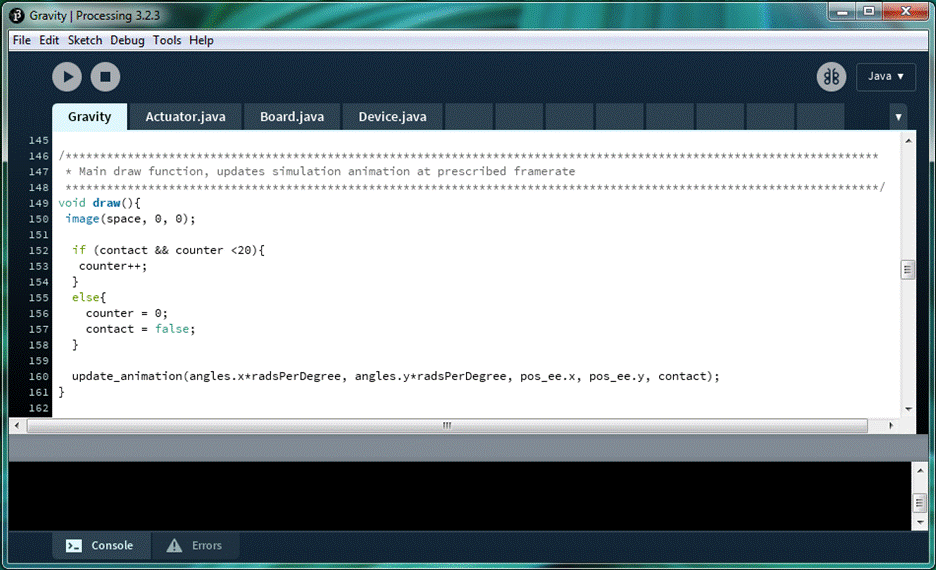 Gravity | Processing 3.2.3
File Edit Sketch Debug Tools Help
Java ▼
Gravity Actuator.java Board.java Device.java ▼
145
146 /**********************************************************************************************************************
147 * Main draw function, updates simulation animation at prescribed framerate
148 **********************************************************************************************************************/
149 void draw(){
150 image(space, 0, 0);
151
152 if (contact && counter <20){
153 counter++;
154 }
155 else{
156 counter = 0;
157 contact = false;
158 }
159
160 update_animation(angles.x*radsPerDegree, angles.y*radsPerDegree, pos_ee.x, pos_ee.y, contact);
161 }
162
Console Errors